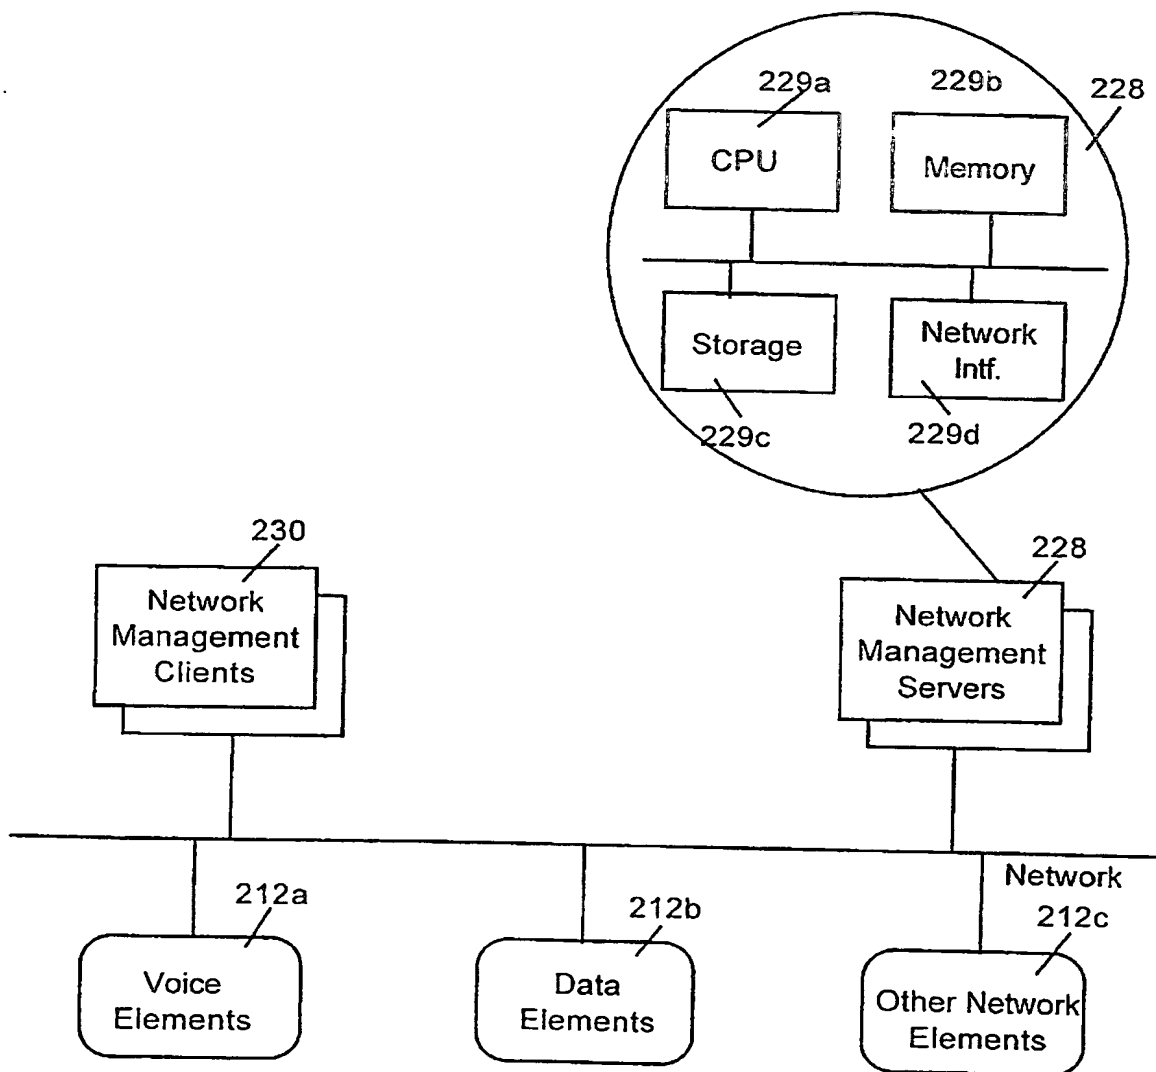 229a
229b
228
CPU
Memory
Storage
Network
Intf.
229c
229d
230
228
Network
Management
Clients
Network
Management
Servers
Network
212a
212b
212c
Voice
Elements
Data
Elements
Other Network
Elements